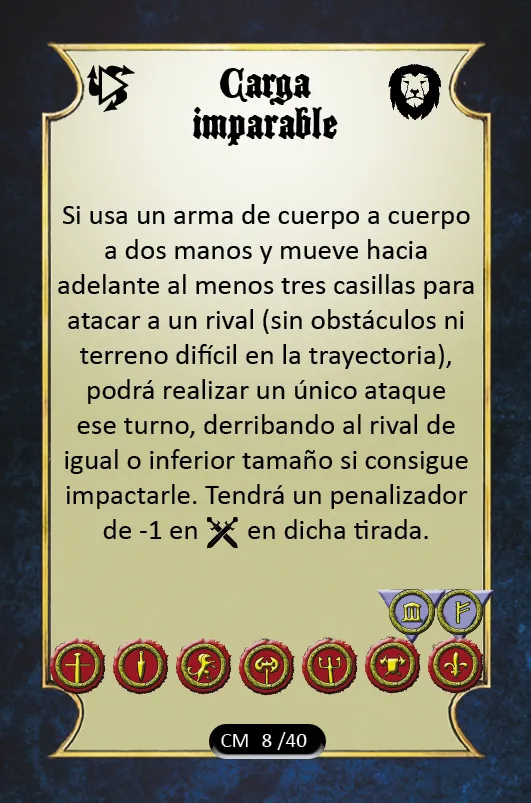 Carga
imparable
Si usa un arma de cuerpo a cuerpo
a dos manos y mueve hacia
adelante al menos tres casillas para
atacar a un rival (sin obstáculos ni
terreno difícil en la trayectoria),
podrá realizar un único ataque
ese turno, derribando al rival de
igual o inferior tamaño si consigue
impactarle. Tendrá un penalizador
de -1 en en dicha tirada.
CM 8 /40